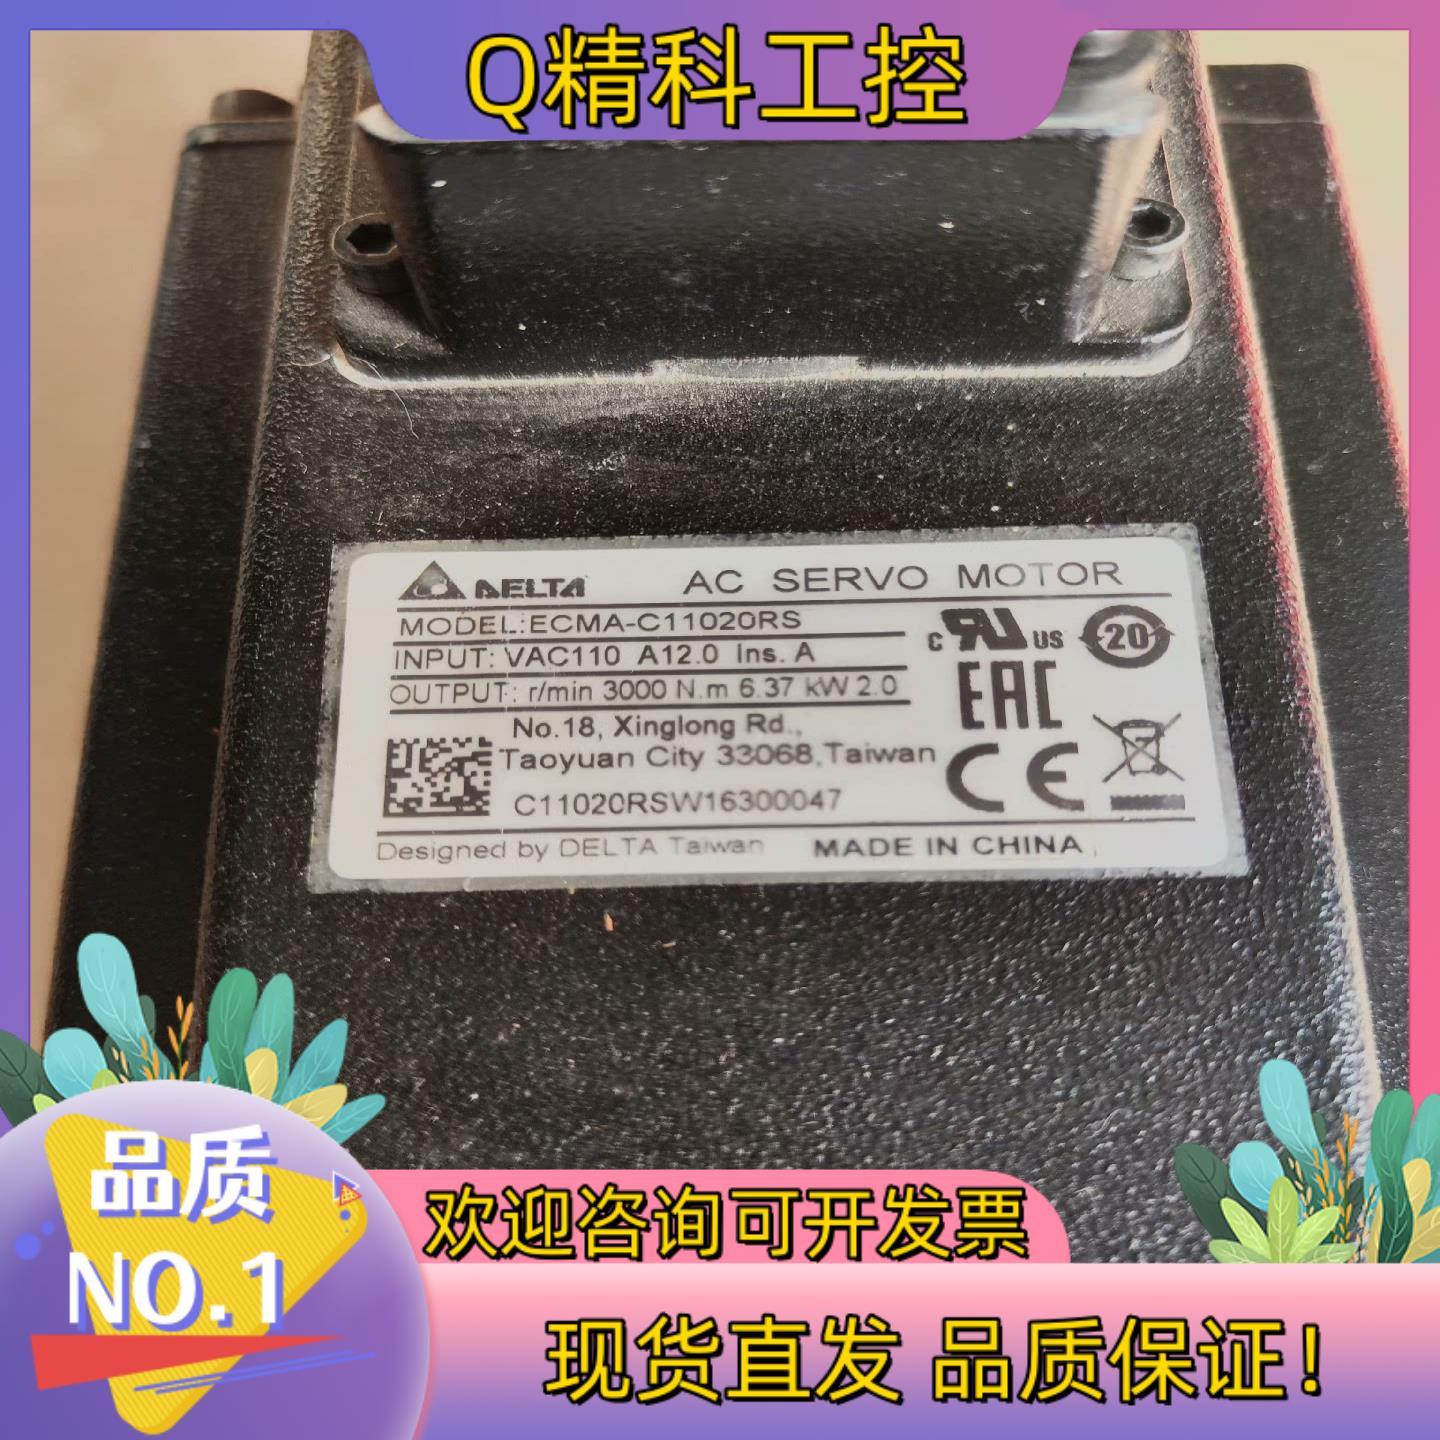 Q精科工控
DELTA AC SERVO MOTOR
MODEL:ECMA-C11020RS
INPUT: VAC110 A12.0 Ins. A
OUTPUT: r/min 3000 N.m 6.37 kW 2.0
c RU US
20
EAC
No.18, Xinglong Rd.,
Taoyuan City 33068,Taiwan
CE
C11020RSW16300047
Designed by DELTA Taiwan MADE IN CHINA
品质
NO.1
欢迎咨询可开发票
现货直发 品质保证!